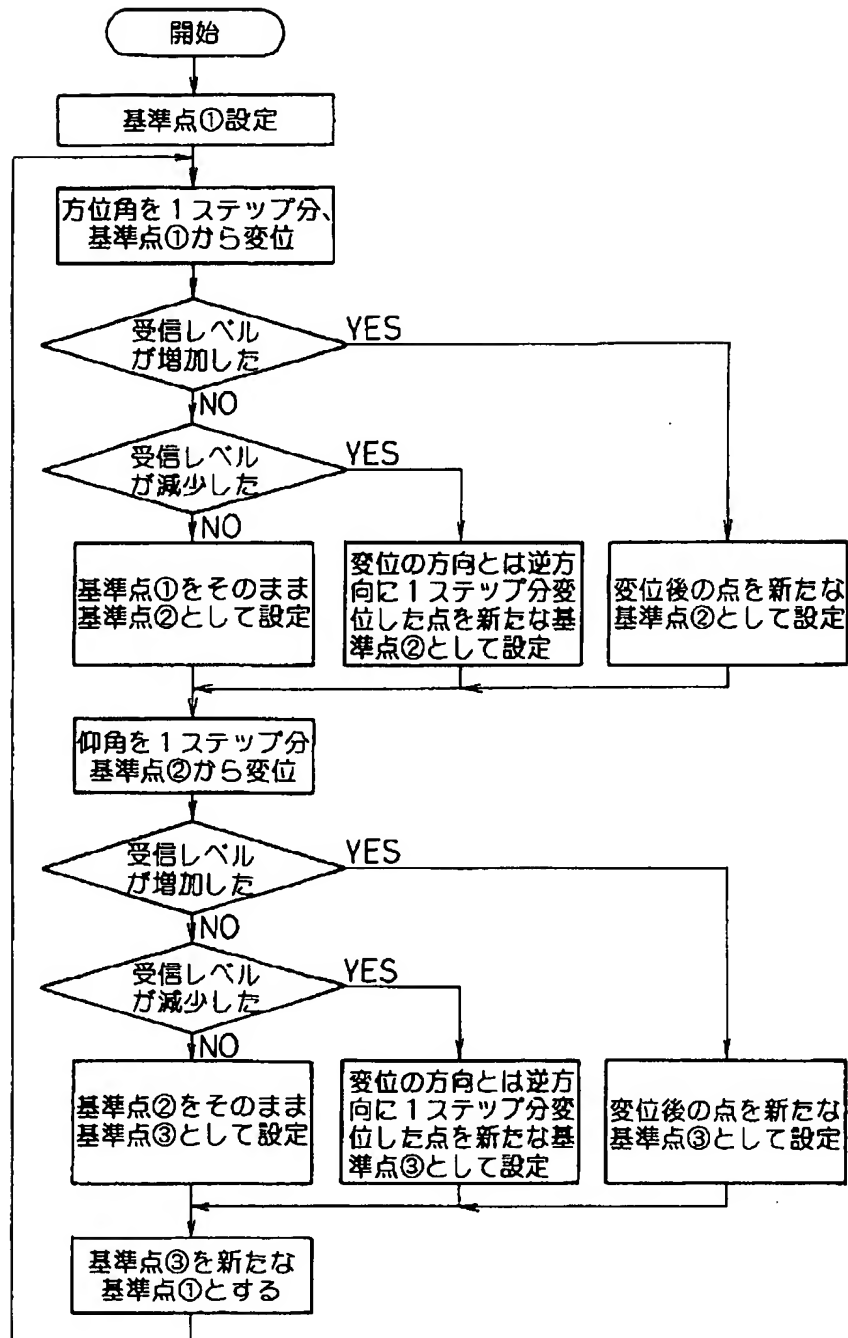 開始
基準点①設定
方位角を1ステップ分、
基準点①から変位
受信レベル
が増加した
YES
NO
受信レベル
が減少した
YES
NO
基準点①をそのまま
基準点②として設定
変位の方向とは逆方
向に1ステップ分変
位した点を新たな基
準点②として設定
変位後の点を新たな
基準点②として設定
仰角を1ステップ分
基準点②から変位
受信レベル
が増加した
YES
NO
受信レベル
が減少した
YES
NO
基準点②をそのまま
基準点③として設定
変位の方向とは逆方
向に1ステップ分変
位した点を新たな基
準点③として設定
変位後の点を新たな
基準点③として設定
基準点③を新たな
基準点①とする